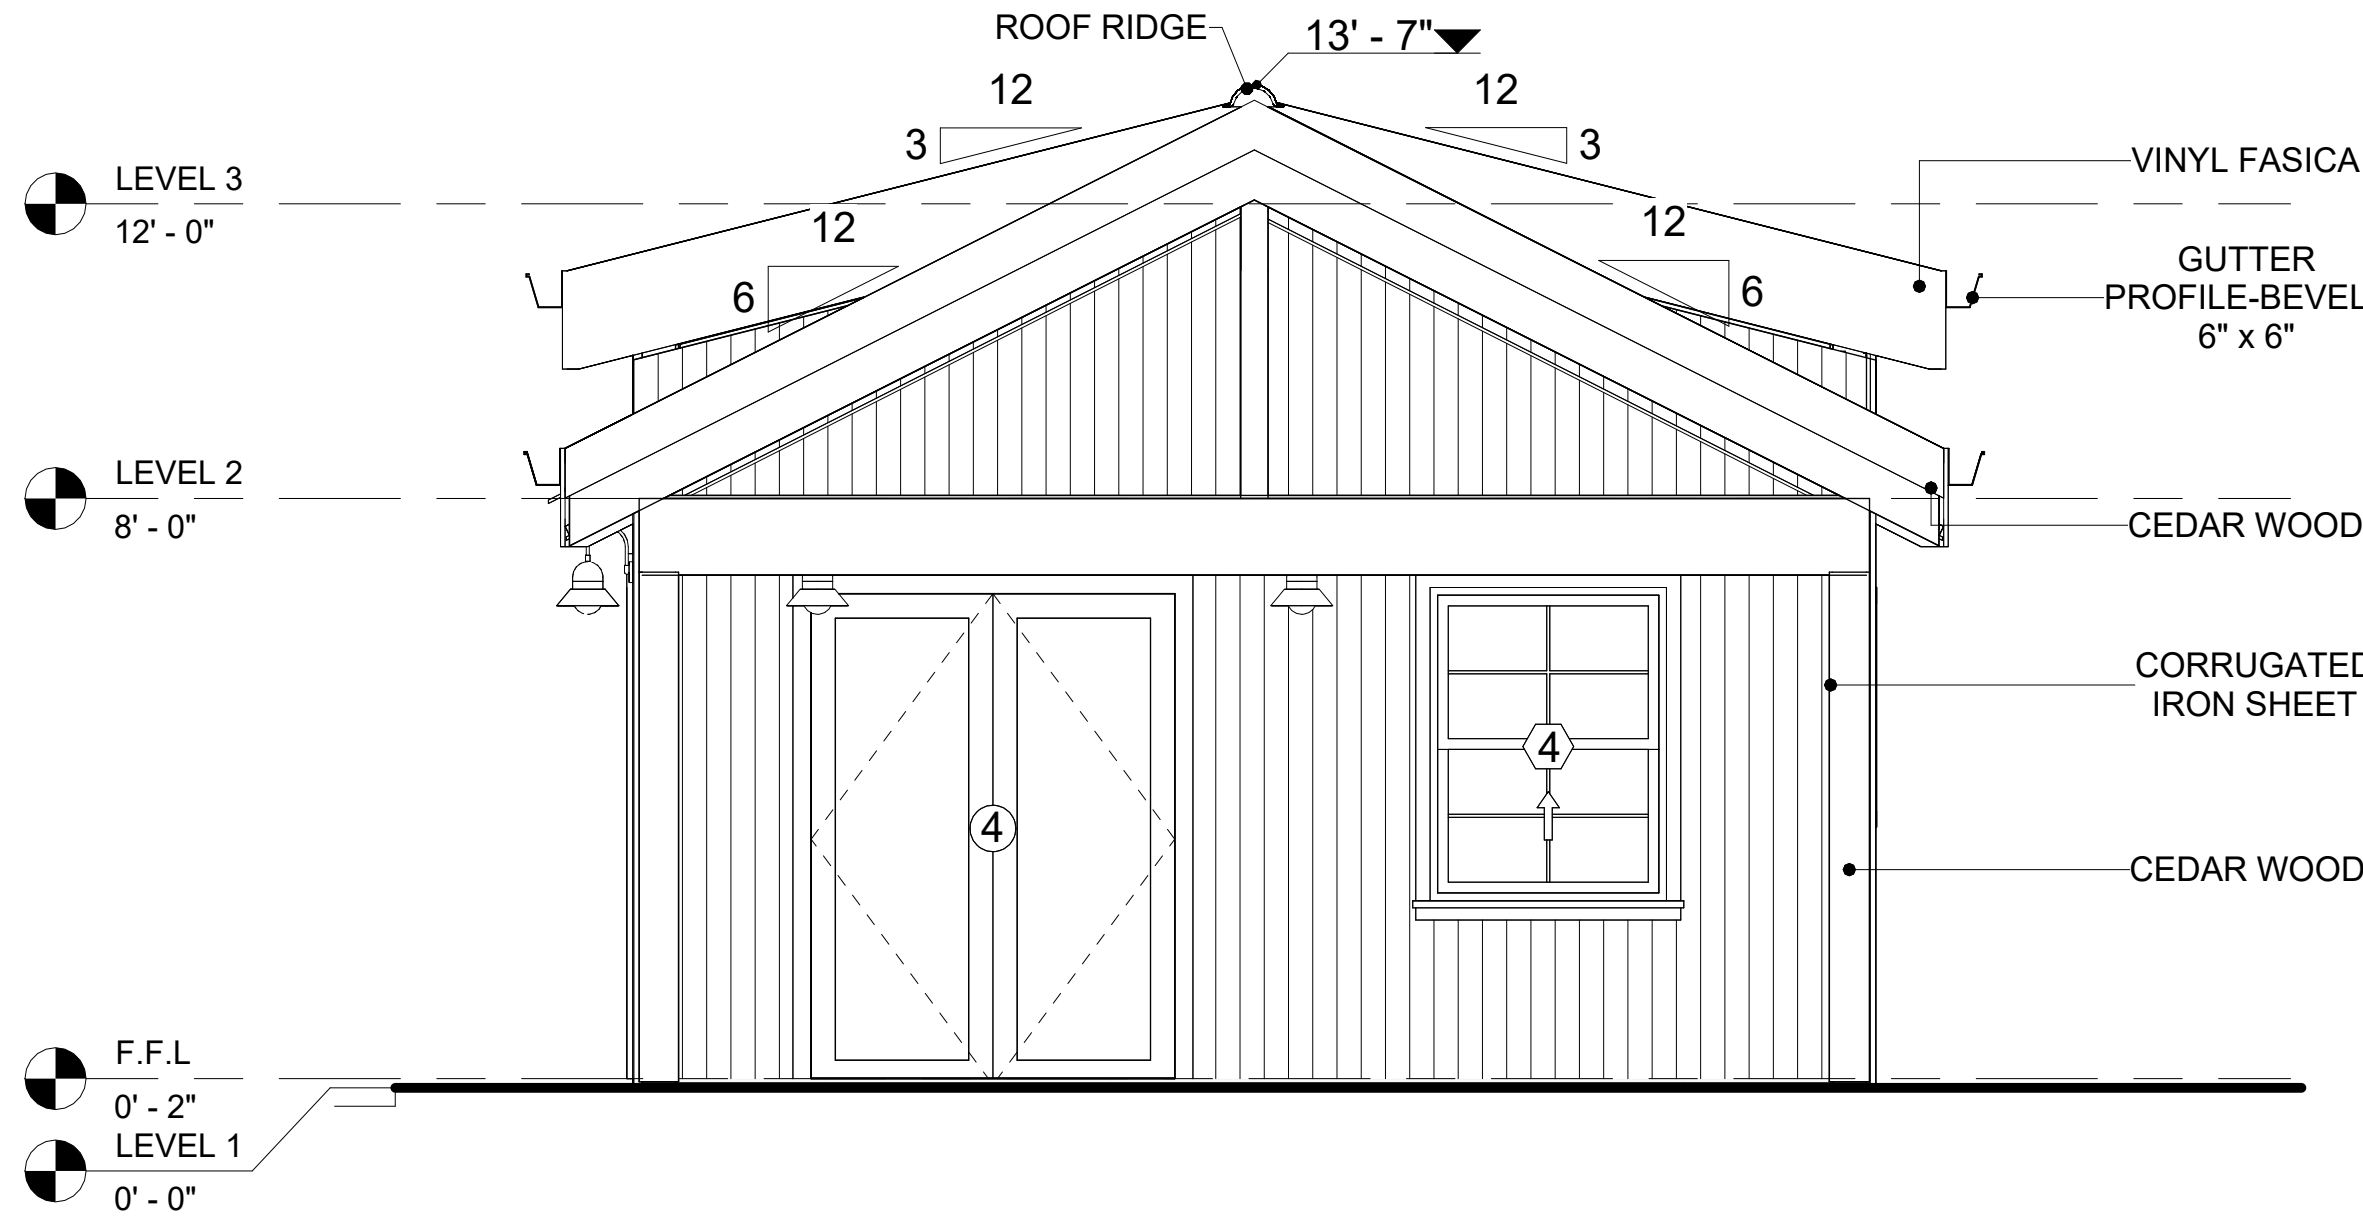 ROOF RIDGE
13' - 7"
12
12
3
3
LEVEL 3
12' - 0"
VINYL FASICA
12
12
6
6
GUTTER
PROFILE-BEVEL
6" x 6"
LEVEL 2
8' - 0"
CEDAR WOOD
CORRUGATED
IRON SHEET
4
4
CEDAR WOOD
F.F.L
0' - 2"
LEVEL 1
0' - 0"